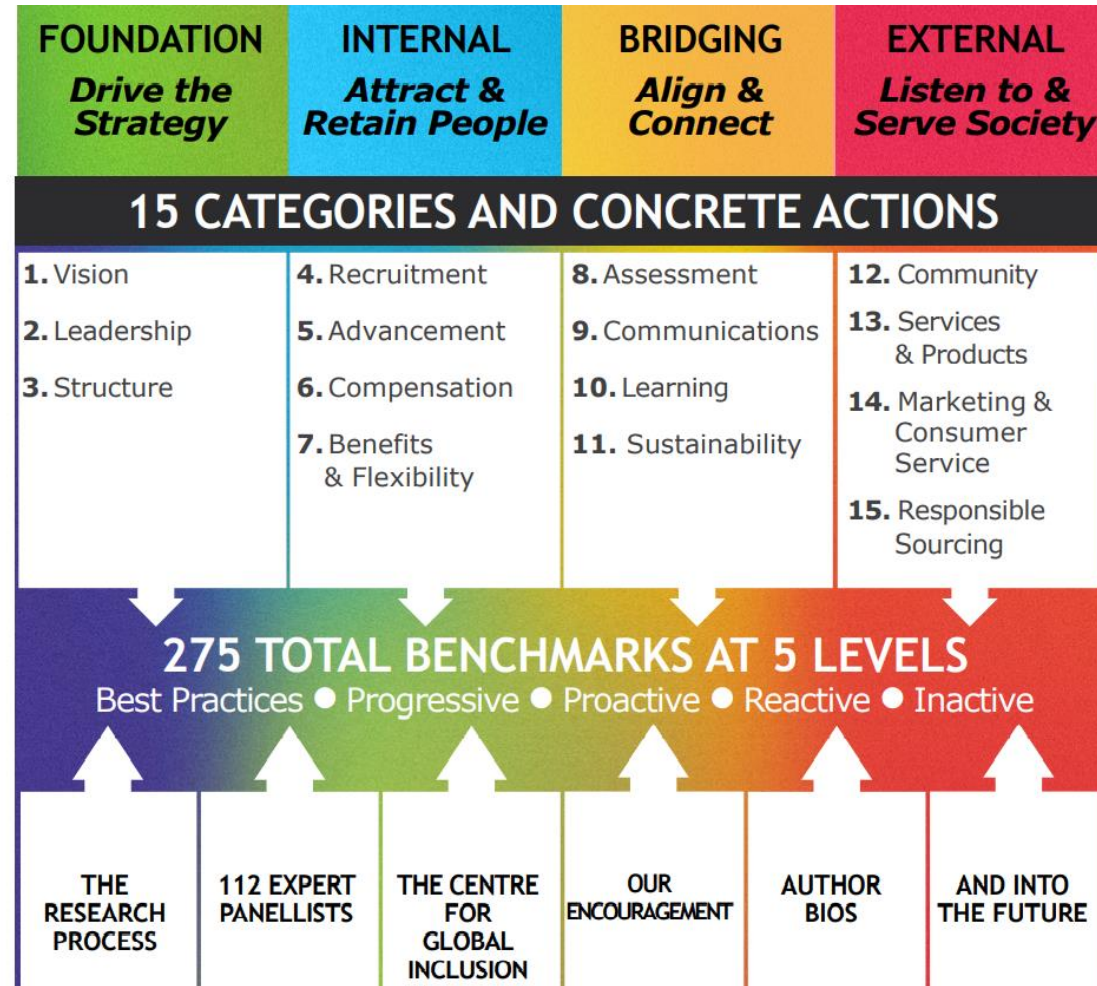 FOUNDATION
Drive the
Strategy
INTERNAL
Attract &
Retain People
BRIDGING
Align &
Connect
EXTERNAL
Listen to &
Serve Society
15 CATEGORIES AND CONCRETE ACTIONS
1. Vision
2. Leadership
3. Structure
4. Recruitment
5. Advancement
6. Compensation
7. Benefits
& Flexibility
8. Assessment
9. Communications
10. Learning
11. Sustainability
12. Community
13. Services
& Products
14. Marketing &
Consumer
Service
15. Responsible
Sourcing
275 TOTAL BENCHMARKS AT 5 LEVELS
Best Practices ● Progressive ● Proactive ● Reactive ● Inactive
THE
RESEARCH
PROCESS
112 EXPERT
PANELLISTS
THE CENTRE
FOR
GLOBAL
INCLUSION
OUR
ENCOURAGEMENT
AUTHOR
BIOS
AND INTO
THE FUTURE